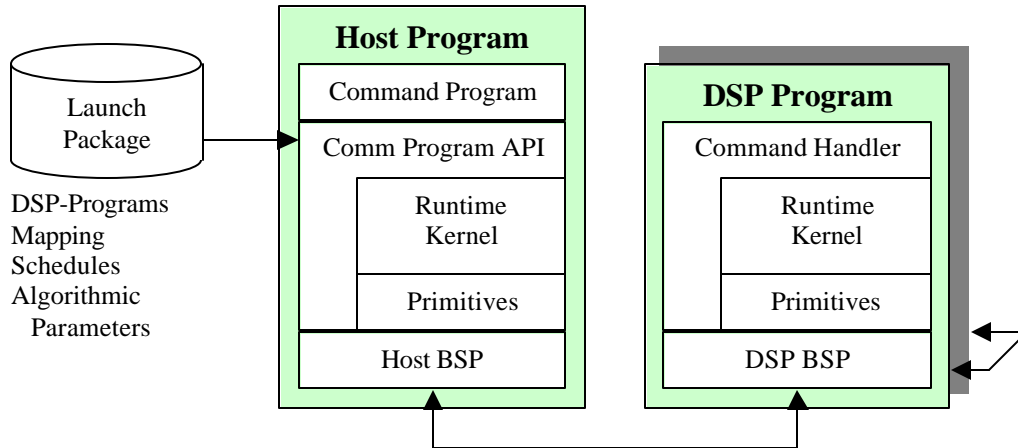 Launch
Package
DSP-Programs
Mapping
Schedules
Algorithmic
Parameters
Host Program
Command Program
Comm Program API
Runtime
Kernel
Primitives
Host BSP
DSP Program
Command Handler
Runtime
Kernel
Primitives
DSP BSP